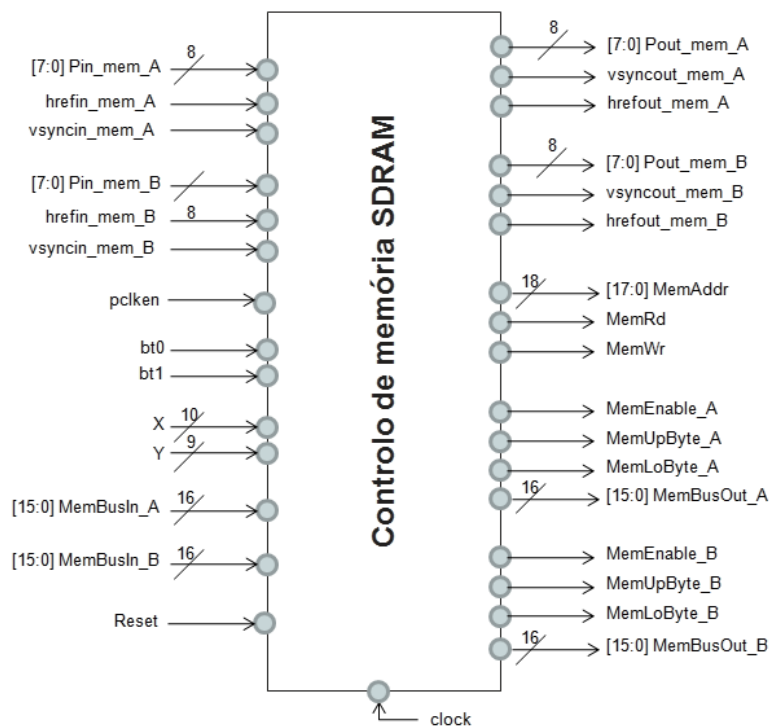 8
[7:0] Pin_mem_A
hrefin_mem_A
vsyncin_mem_A
[7:0] Pin_mem_B
hrefin_mem_B
8
vsyncin_mem_B
pclken
bt0
bt1
X
10
Y
9
[15:0] MemBusIn_A
16
[15:0] MemBusIn_B
16
Reset
Controlo de memória SDRAM
8
[7:0] Pout_mem_A
vsyncout_mem_A
hrefout_mem_A
8
[7:0] Pout_mem_B
vsyncout_mem_B
hrefout_mem_B
18
[17:0] MemAddr
MemRd
MemWr
MemEnable_A
MemUpByte_A
MemLoByte_A
16
[15:0] MemBusOut_A
MemEnable_B
MemUpByte_B
MemLoByte_B
16
[15:0] MemBusOut_B
clock